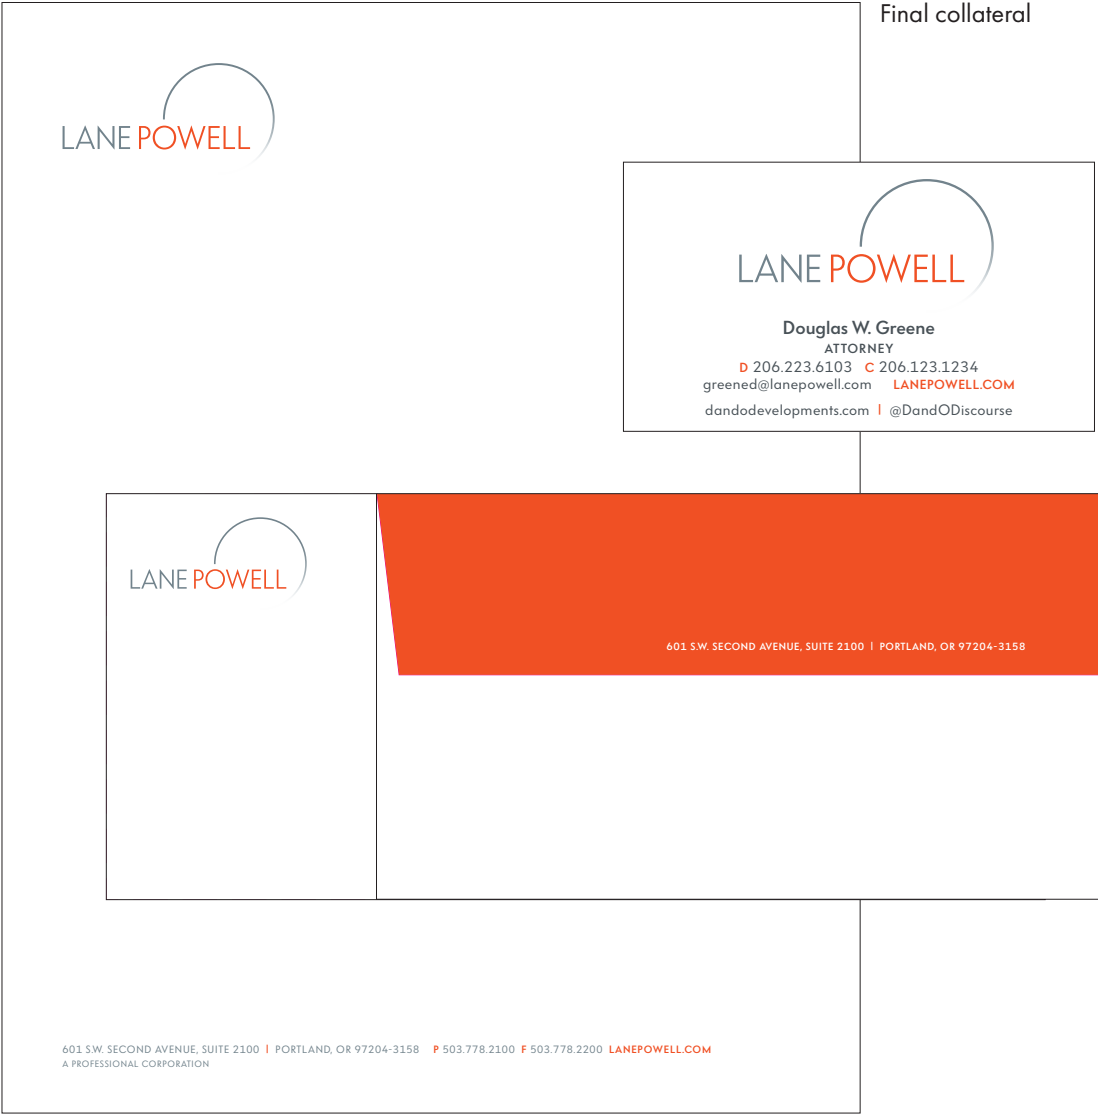 Final collateral
LANE POWELL
LANE POWELL
Douglas W. Greene
ATTORNEY
D 206.223.6103 C 206.123.1234
greened@lanepowell.com LANEPOWELL.COM
dandodevelopments.com | @DandODiscourse
LANE POWELL
601 S.W. SECOND AVENUE, SUITE 2100 | PORTLAND, OR 97204-3158
601 S.W. SECOND AVENUE, SUITE 2100 | PORTLAND, OR 97204-3158 P 503.778.2100 F 503.778.2200 LANEPOWELL.COM
A PROFESSIONAL CORPORATION